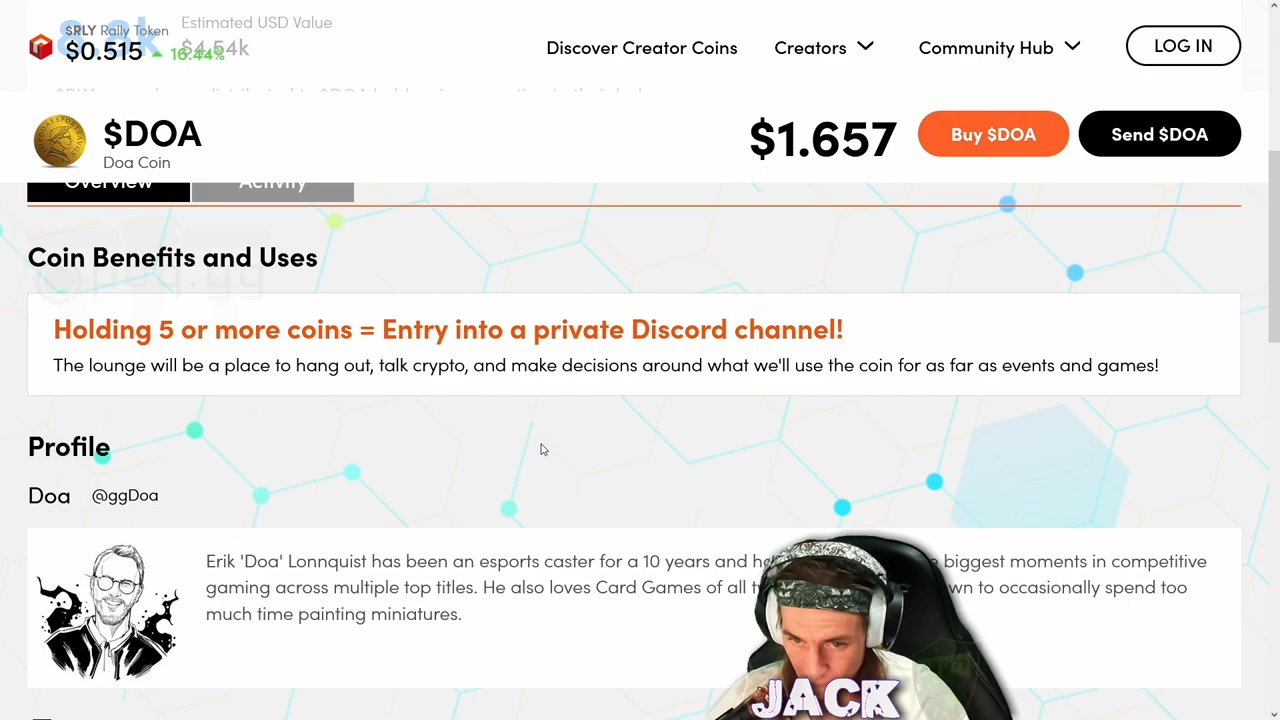 $RLY Rally Token
$0.515 16.44%
Estimated USD Value
$4.54k
Discover Creator Coins
Creators
Community Hub
LOG IN
$DOA
Doa Coin
$1.657
Buy $DOA
Send $DOA
Overview
Activity
Coin Benefits and Uses
Holding 5 or more coins = Entry into a private Discord channel!
The lounge will be a place to hang out, talk crypto, and make decisions around what we'll use the coin for as far as events and games!
Profile
Doa @ggDoa
Erik 'Doa' Lonnquist has been an esports caster for a 10 years and biggest moments in competitive
gaming across multiple top titles. He also loves Card Games of all to occasionally spend too
much time painting miniatures.
JACK